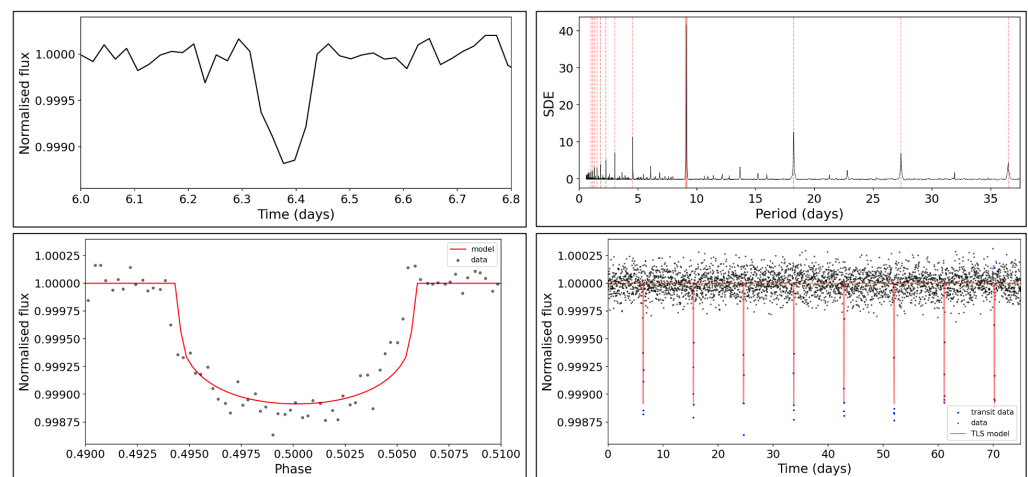 1.0000
0.9995
0.9990
Normalised flux
6.0 6.1 6.2 6.3 6.4 6.5 6.6 6.7 6.8
Time (days)
40
30
20
10
0
SDE
0 5 10 15 20 25 30 35
Period (days)
1.00025
1.00000
0.99975
0.99950
0.99925
0.99900
0.99875
Normalised flux
model
data
0.4900 0.4925 0.4950 0.4975 0.5000 0.5025 0.5050 0.5075 0.5100
Phase
1.00025
1.00000
0.99975
0.99950
0.99925
0.99900
0.99875
Normalised flux
transit data
data
TLS model
0 10 20 30 40 50 60 70
Time (days)